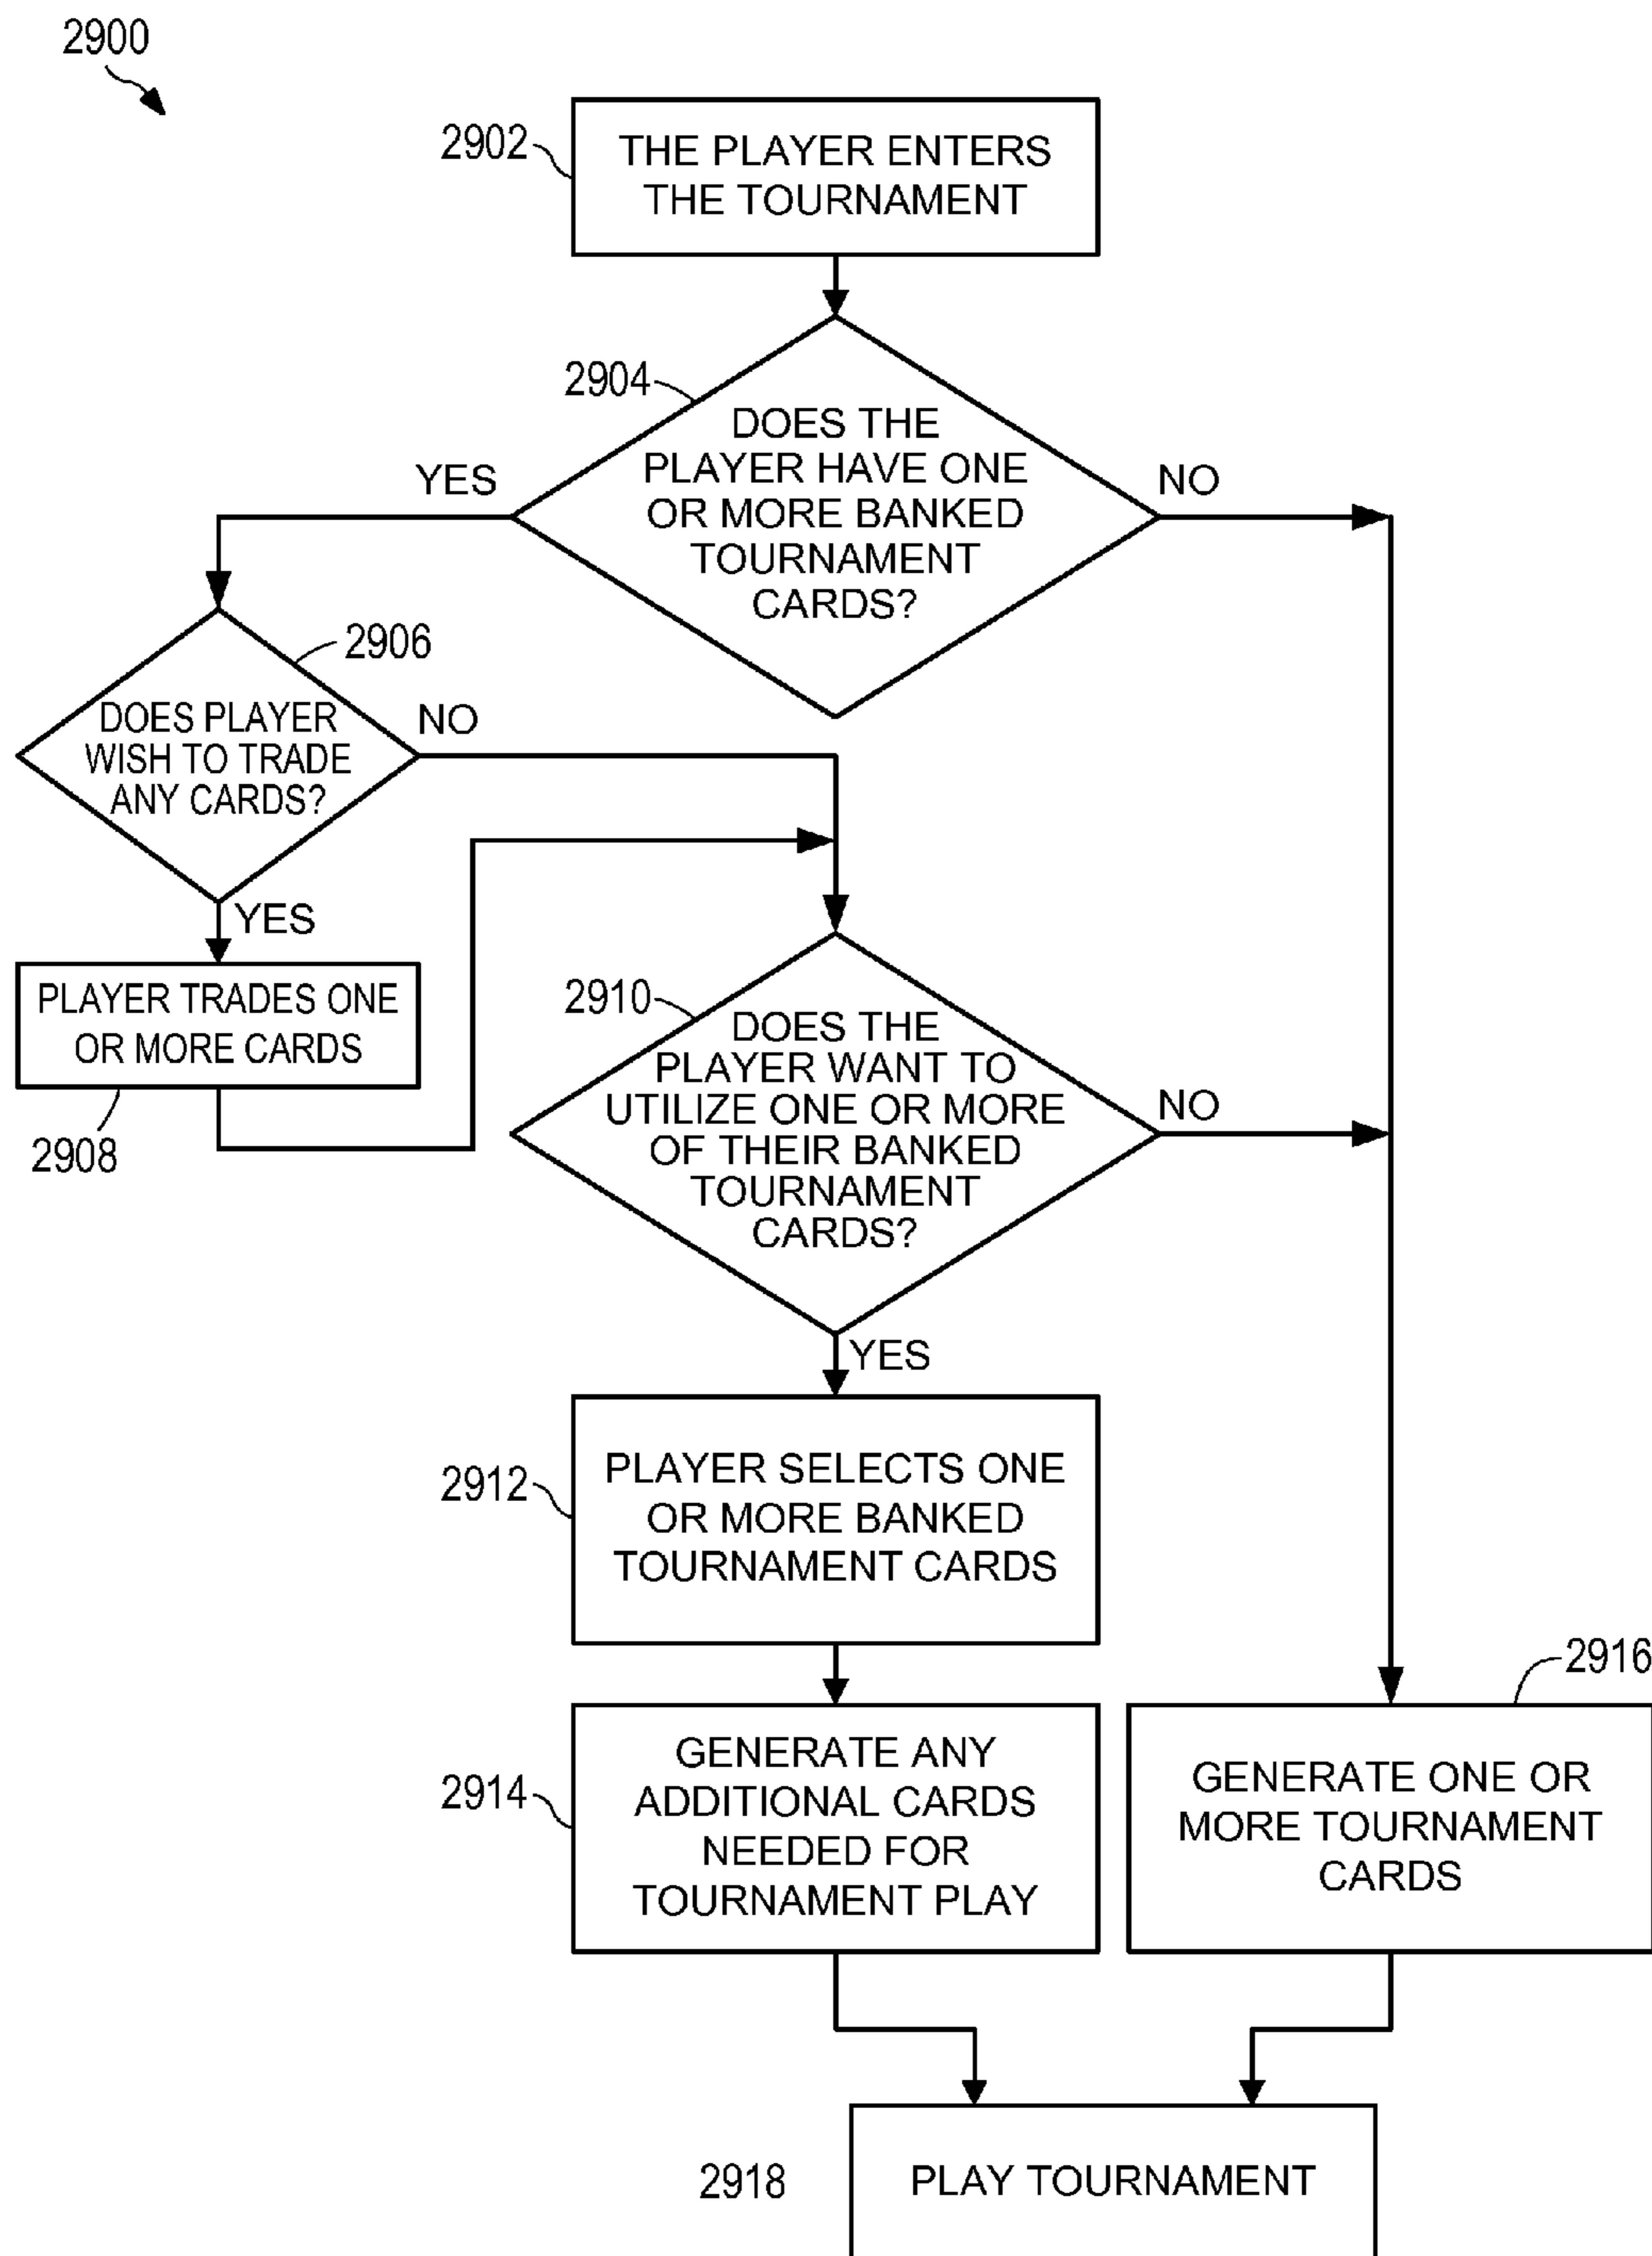 2900
2902
THE PLAYER ENTERS
THE TOURNAMENT
2904
DOES THE
PLAYER HAVE ONE
OR MORE BANKED
TOURNAMENT
CARDS?
YES
NO
2906
DOES PLAYER
WISH TO TRADE
ANY CARDS?
NO
YES
PLAYER TRADES ONE
OR MORE CARDS
2908
2910
DOES THE
PLAYER WANT TO
UTILIZE ONE OR MORE
OF THEIR BANKED
TOURNAMENT
CARDS?
NO
YES
2912
PLAYER SELECTS ONE
OR MORE BANKED
TOURNAMENT CARDS
2914
GENERATE ANY
ADDITIONAL CARDS
NEEDED FOR
TOURNAMENT PLAY
2916
GENERATE ONE OR
MORE TOURNAMENT
CARDS
2918
PLAY TOURNAMENT